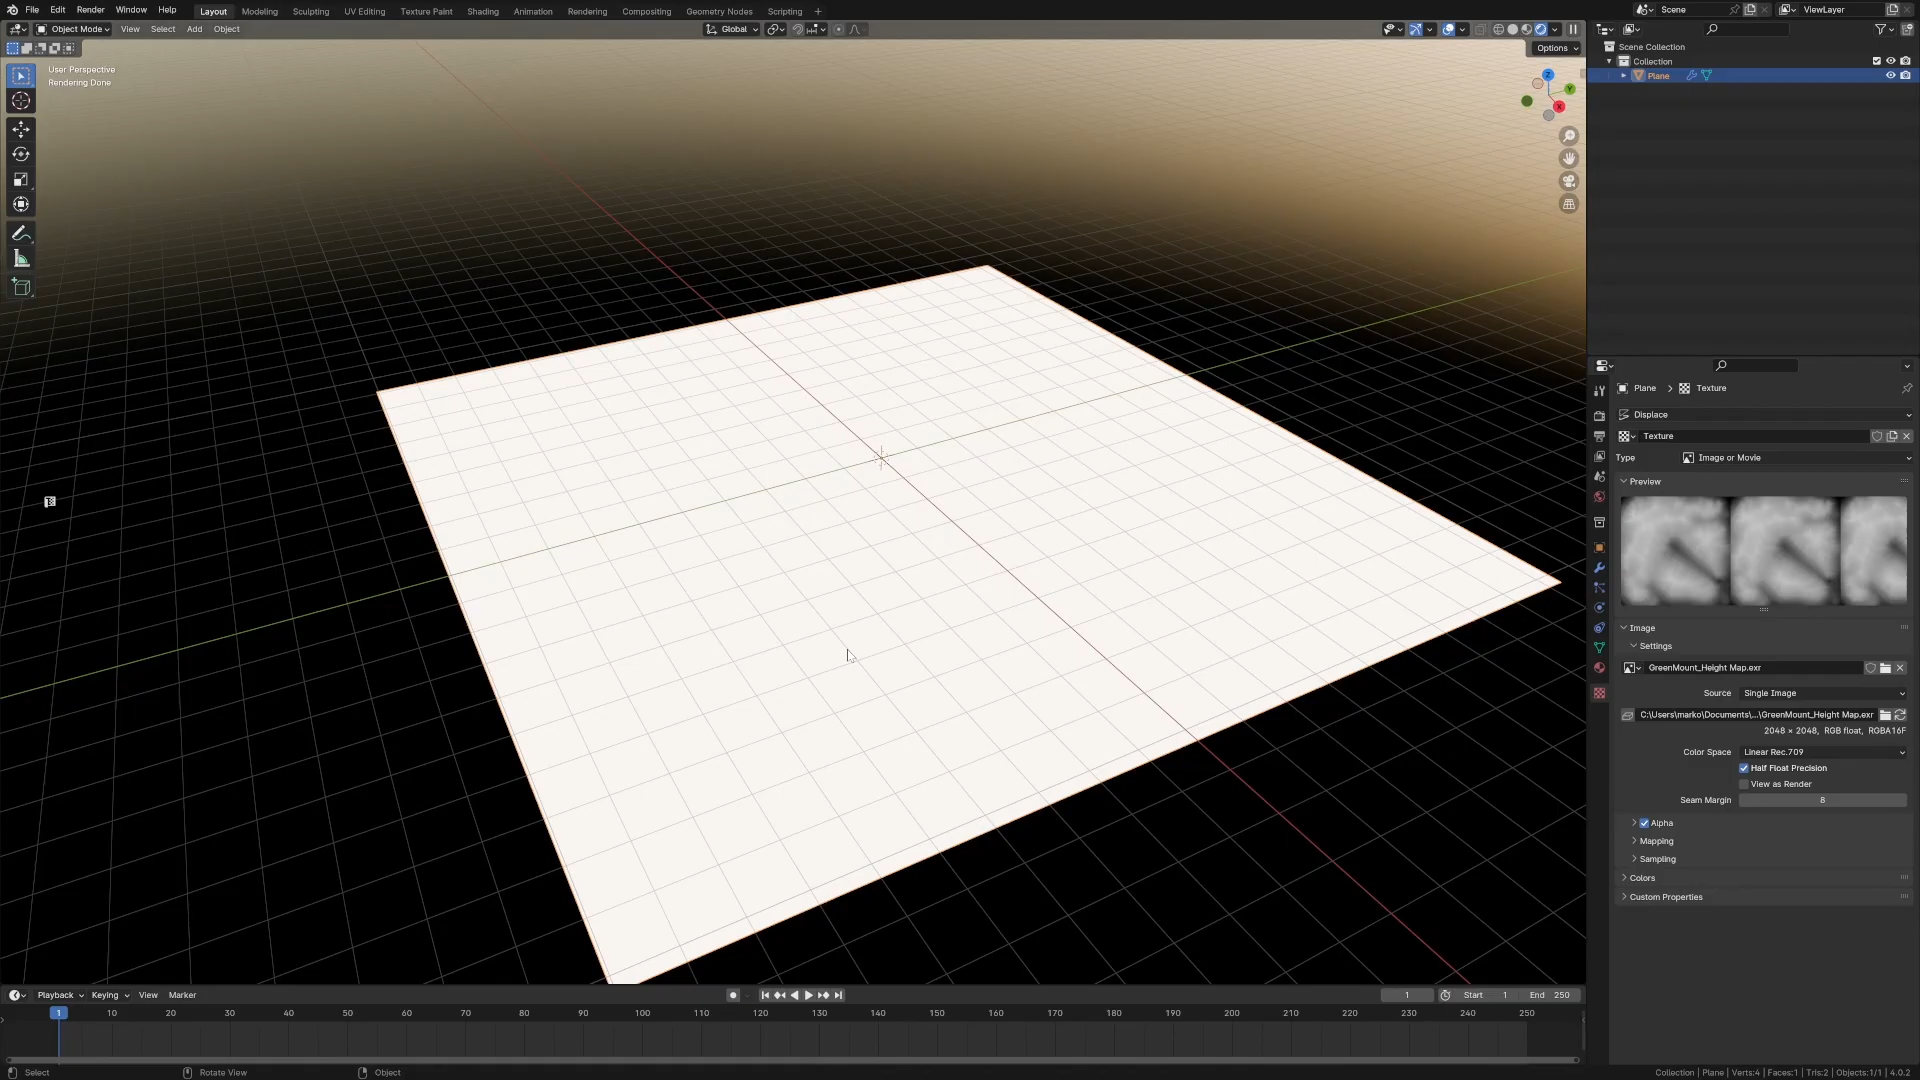 File Edit Render Window Help Layout Modeling Sculpting UV Editing Texture Paint Shading Animation Rendering Compositing Geometry Nodes Scripting + Scene ViewLayer
Object Mode View Select Add Object Global
Options
User Perspective
Rendering Done
Z
Y
X
Scene Collection
Collection
Plane
Plane > Texture
Displace
Texture
Type Image or Movie
Preview
Image
Settings
GreenMount_Height Map.exr
Source Single Image
C:\Users\marko\Documents\...\GreenMount_Height Map.exr
2048 × 2048, RGB float, RGBA16F
Color Space Linear Rec.709
Half Float Precision
View as Render
Seam Margin 8
Alpha
Mapping
Sampling
Colors
Custom Properties
Playback Keying View Marker 1 Start 1 End 250
1 10 20 30 40 50 60 70 80 90 100 110 120 130 140 150 160 170 180 190 200 210 220 230 240 250
Select Rotate View Object Collection | Plane | Verts:4 | Faces:1 | Tris:2 | Objects:1/1 | 4.0.2